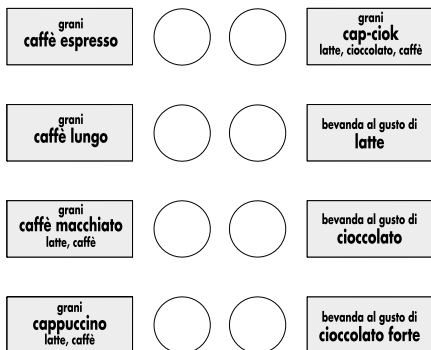 grani
caffè espresso
grani
cap-ciok
latte, cioccolato, caffè
grani
caffè lungo
bevanda al gusto di
latte
grani
caffè macchiato
latte, caffè
bevanda al gusto di
cioccolato
grani
cappuccino
latte, caffè
bevanda al gusto di
cioccolato forte